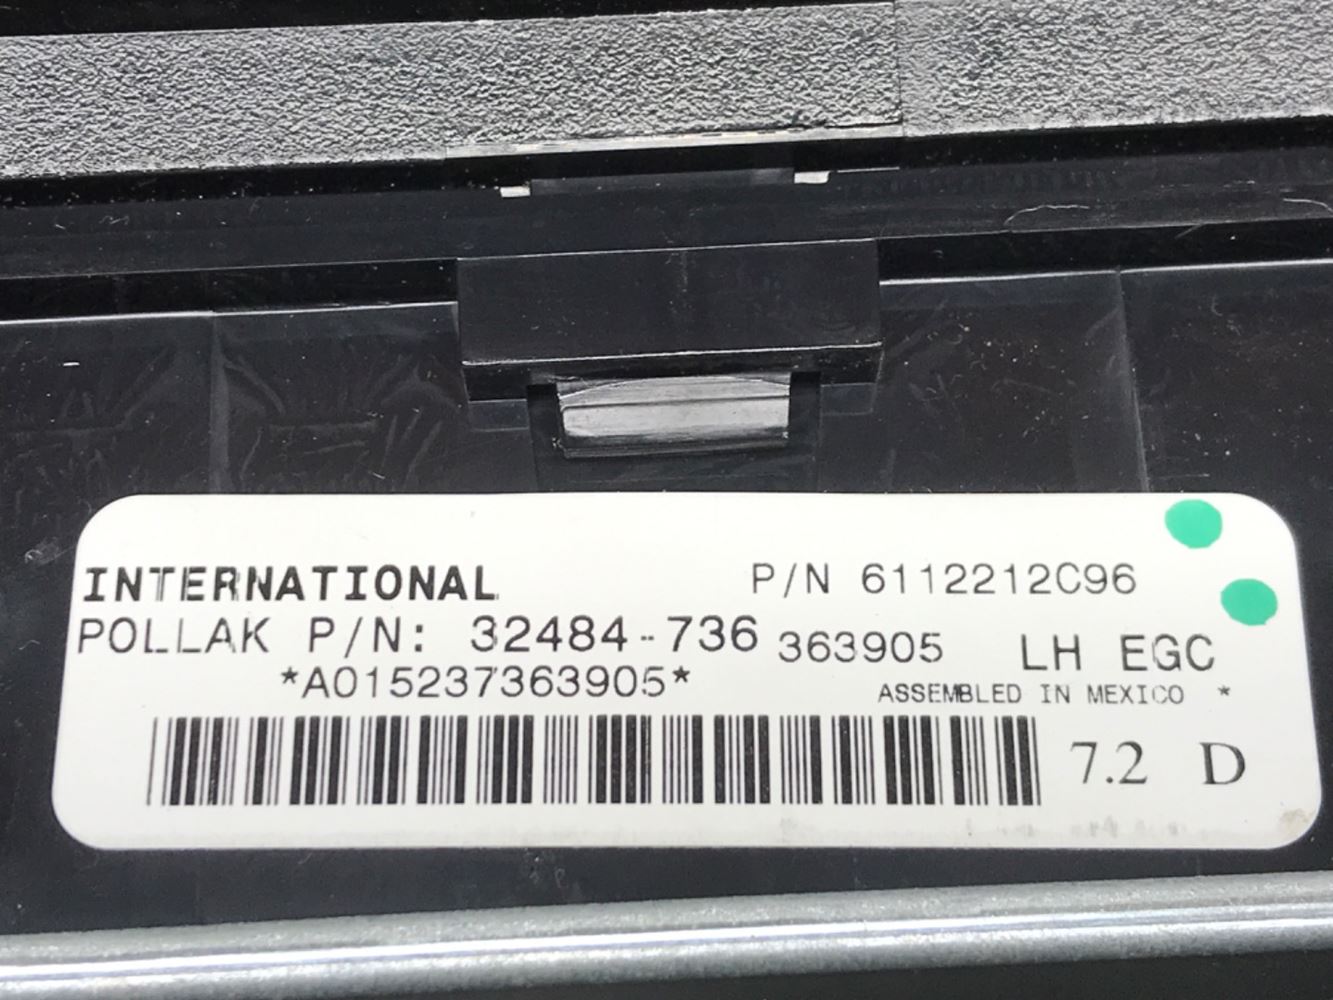 INTERNATIONAL P/N 6112212C96
POLLAK P/N: 32484-736 363905 LH EGC
*A015237363905* ASSEMBLED IN MEXICO *
7.2 D